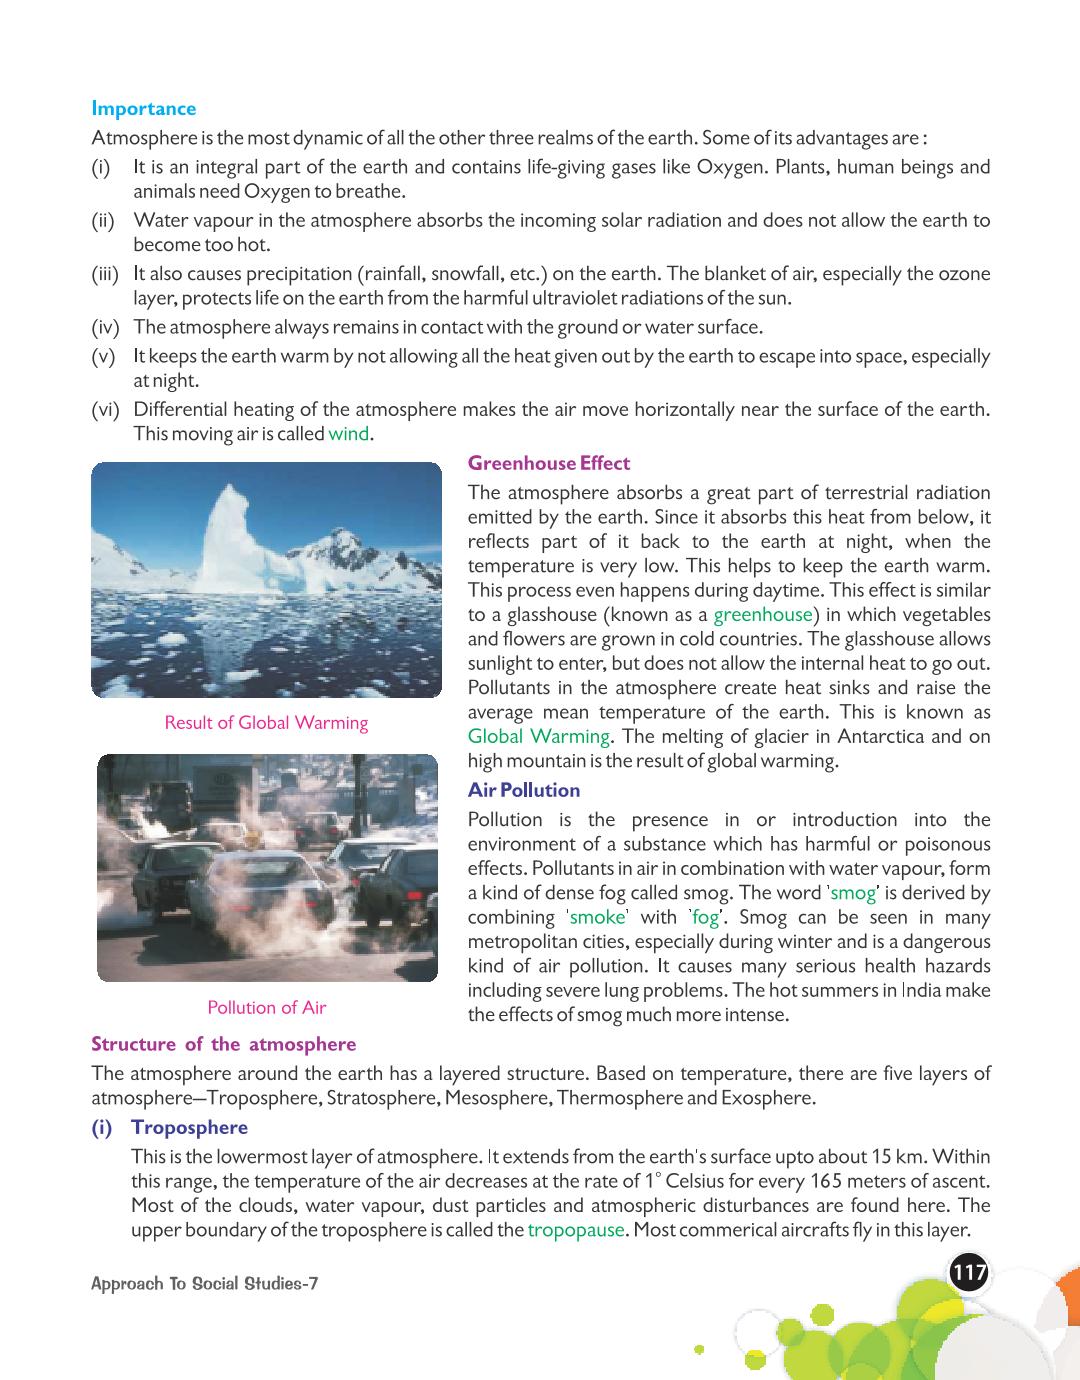 Importance
Atmosphere is the most dynamic of all the other three realms of the earth. Some of its advantages are :
(i) It is an integral part of the earth and contains life-giving gases like Oxygen. Plants, human beings and
animals need Oxygen to breathe.
(ii) Water vapour in the atmosphere absorbs the incoming solar radiation and does not allow the earth to
become too hot.
(iii) It also causes precipitation (rainfall, snowfall, etc.) on the earth. The blanket of air, especially the ozone
layer, protects life on the earth from the harmful ultraviolet radiations of the sun.
(iv) The atmosphere always remains in contact with the ground or water surface.
(v) It keeps the earth warm by not allowing all the heat given out by the earth to escape into space, especially
at night.
(vi) Differential heating of the atmosphere makes the air move horizontally near the surface of the earth.
This moving air is called wind.
Result of Global Warming
Pollution of Air
Greenhouse Effect
The atmosphere absorbs a great part of terrestrial radiation
emitted by the earth. Since it absorbs this heat from below, it
reflects part of it back to the earth at night, when the
temperature is very low. This helps to keep the earth warm.
This process even happens during daytime. This effect is similar
to a glasshouse (known as a greenhouse) in which vegetables
and flowers are grown in cold countries. The glasshouse allows
sunlight to enter, but does not allow the internal heat to go out.
Pollutants in the atmosphere create heat sinks and raise the
average mean temperature of the earth. This is known as
Global Warming. The melting of glacier in Antarctica and on
high mountain is the result of global warming.
Air Pollution
Pollution is the presence in or introduction into the
environment of a substance which has harmful or poisonous
effects. Pollutants in air in combination with water vapour, form
a kind of dense fog called smog. The word 'smog' is derived by
combining 'smoke' with 'fog'. Smog can be seen in many
metropolitan cities, especially during winter and is a dangerous
kind of air pollution. It causes many serious health hazards
including severe lung problems. The hot summers in India make
the effects of smog much more intense.
Structure of the atmosphere
The atmosphere around the earth has a layered structure. Based on temperature, there are five layers of
atmosphere—Troposphere, Stratosphere, Mesosphere, Thermosphere and Exosphere.
(i) Troposphere
This is the lowermost layer of atmosphere. It extends from the earth's surface upto about 15 km. Within
this range, the temperature of the air decreases at the rate of 1° Celsius for every 165 meters of ascent.
Most of the clouds, water vapour, dust particles and atmospheric disturbances are found here. The
upper boundary of the troposphere is called the tropopause. Most commerical aircrafts fly in this layer.
Approach To Social Studies-7
117